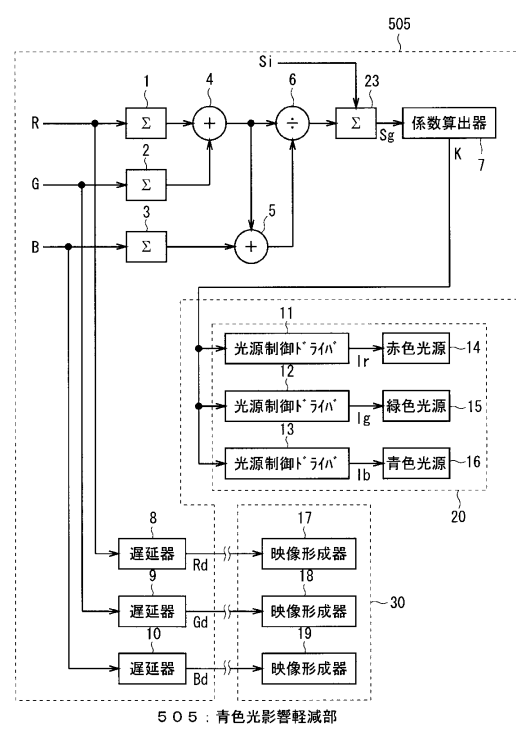 505
Si
1
4
6
23
R
Σ
+
÷
Σ
Sg
係数算出器
2
K
7
G
Σ
3
5
B
Σ
+
11
光源制御ドライバ
Ir
赤色光源
14
12
光源制御ドライバ
Ig
緑色光源
15
13
光源制御ドライバ
Ib
青色光源
16
20
8
17
遅延器
Rd
映像形成器
9
18
遅延器
Gd
映像形成器
30
10
19
遅延器
Bd
映像形成器
505:青色光影響軽減部